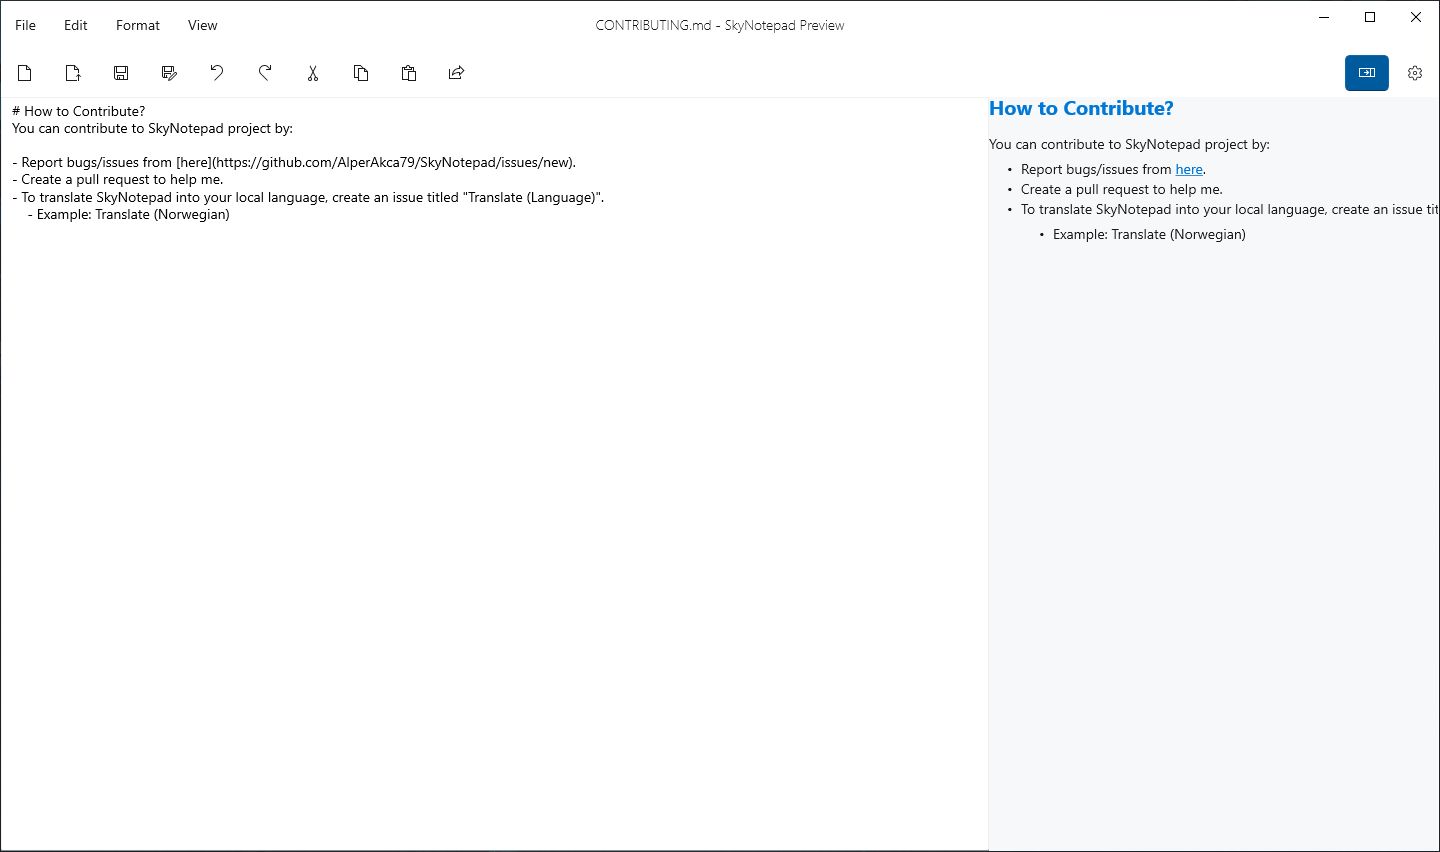 File Edit Format View
CONTRIBUTING.md - SkyNotepad Preview
# How to Contribute?
You can contribute to SkyNotepad project by:
- Report bugs/issues from [here](https://github.com/AlperAkca79/SkyNotepad/issues/new).
- Create a pull request to help me.
- To translate SkyNotepad into your local language, create an issue titled "Translate (Language)".
- Example: Translate (Norwegian)
How to Contribute?
You can contribute to SkyNotepad project by:
• Report bugs/issues from here.
• Create a pull request to help me.
• To translate SkyNotepad into your local language, create an issue tit
• Example: Translate (Norwegian)